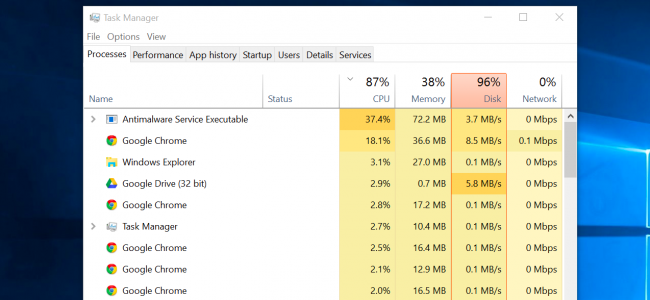 Task Manager
File Options View
Processes Performance App history Startup Users Details Services
87% 38% 96% 0%
Name Status CPU Memory Disk Network
Antimalware Service Executable 37.4% 72.2 MB 3.7 MB/s 0 Mbps
Google Chrome 18.1% 36.6 MB 8.5 MB/s 0.1 Mbps
Windows Explorer 3.1% 27.0 MB 0.1 MB/s 0 Mbps
Google Drive (32 bit) 2.9% 0.7 MB 5.8 MB/s 0 Mbps
Google Chrome 2.8% 17.2 MB 0.1 MB/s 0 Mbps
Task Manager 2.7% 10.4 MB 0.1 MB/s 0 Mbps
Google Chrome 2.5% 16.4 MB 0.1 MB/s 0 Mbps
Google Chrome 2.1% 12.9 MB 0.1 MB/s 0 Mbps
Google Chrome 2.0% 16.5 MB 0.1 MB/s 0 Mbps